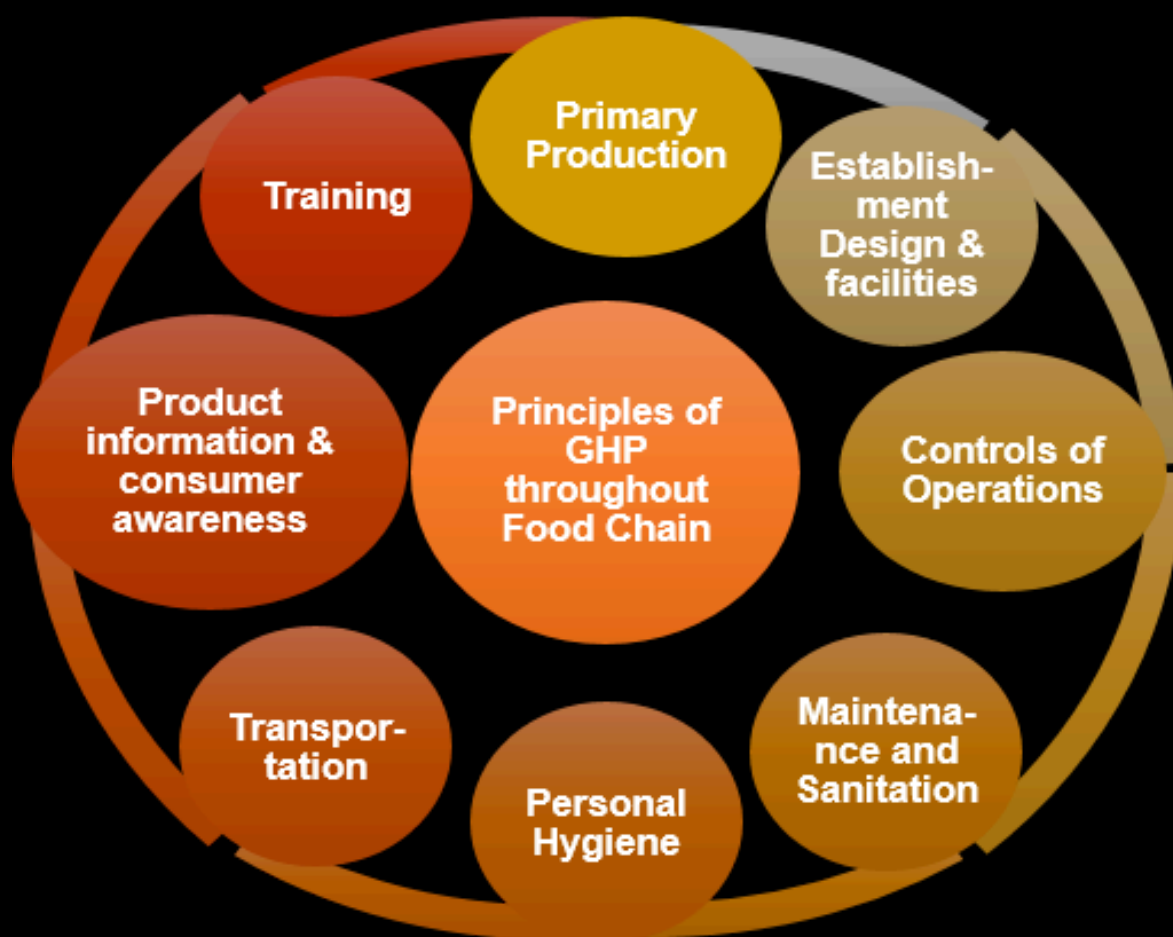 Primary
Production
Establish-
ment
Design &
facilities
Controls of
Operations
Maintena-
nce and
Sanitation
Personal
Hygiene
Transpor-
tation
Product
information &
consumer
awareness
Training
Principles of
GHP
throughout
Food Chain